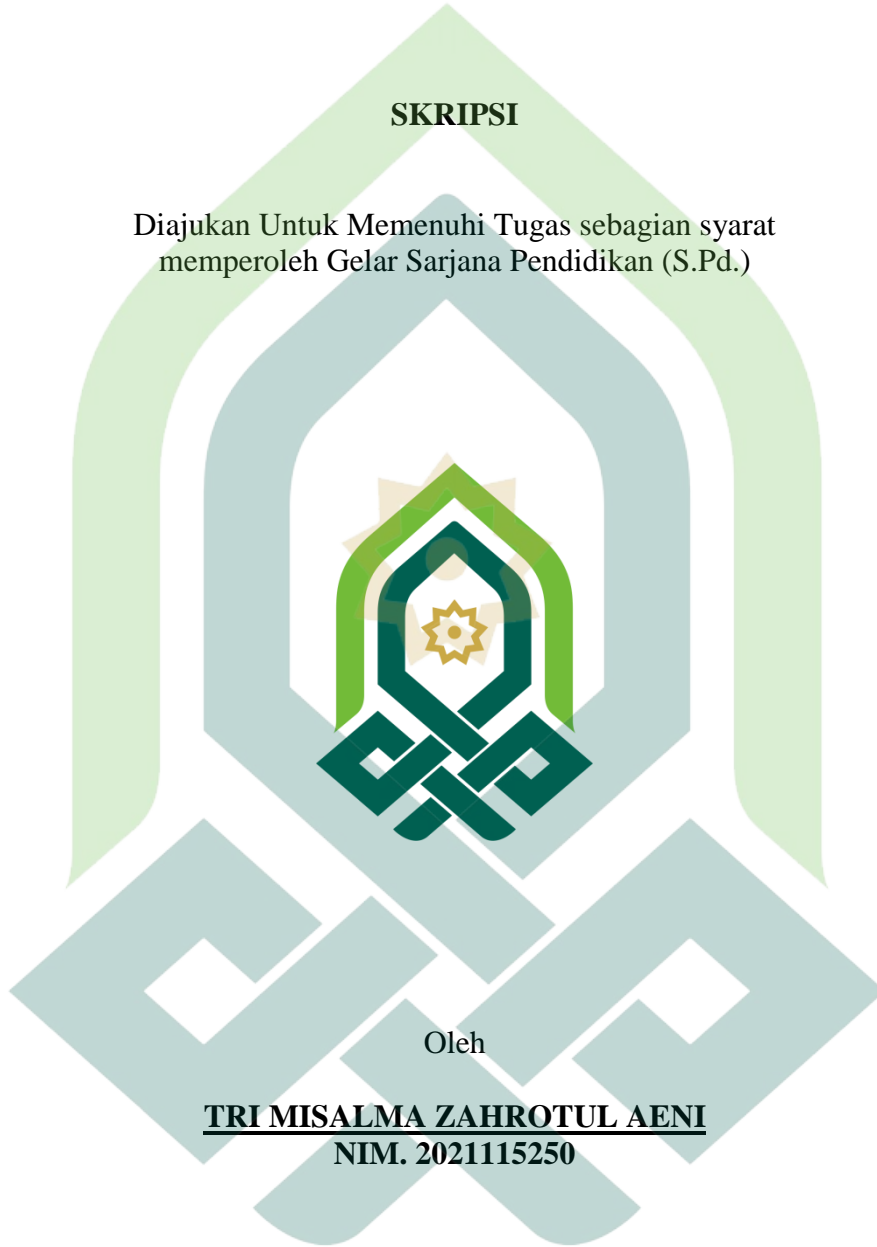 SKRIPSI
Diajukan Untuk Memenuhi Tugas sebagian syarat
memperoleh Gelar Sarjana Pendidikan (S.Pd.)
Oleh
TRI MISALMA ZAHROTUL AENI
NIM. 2021115250